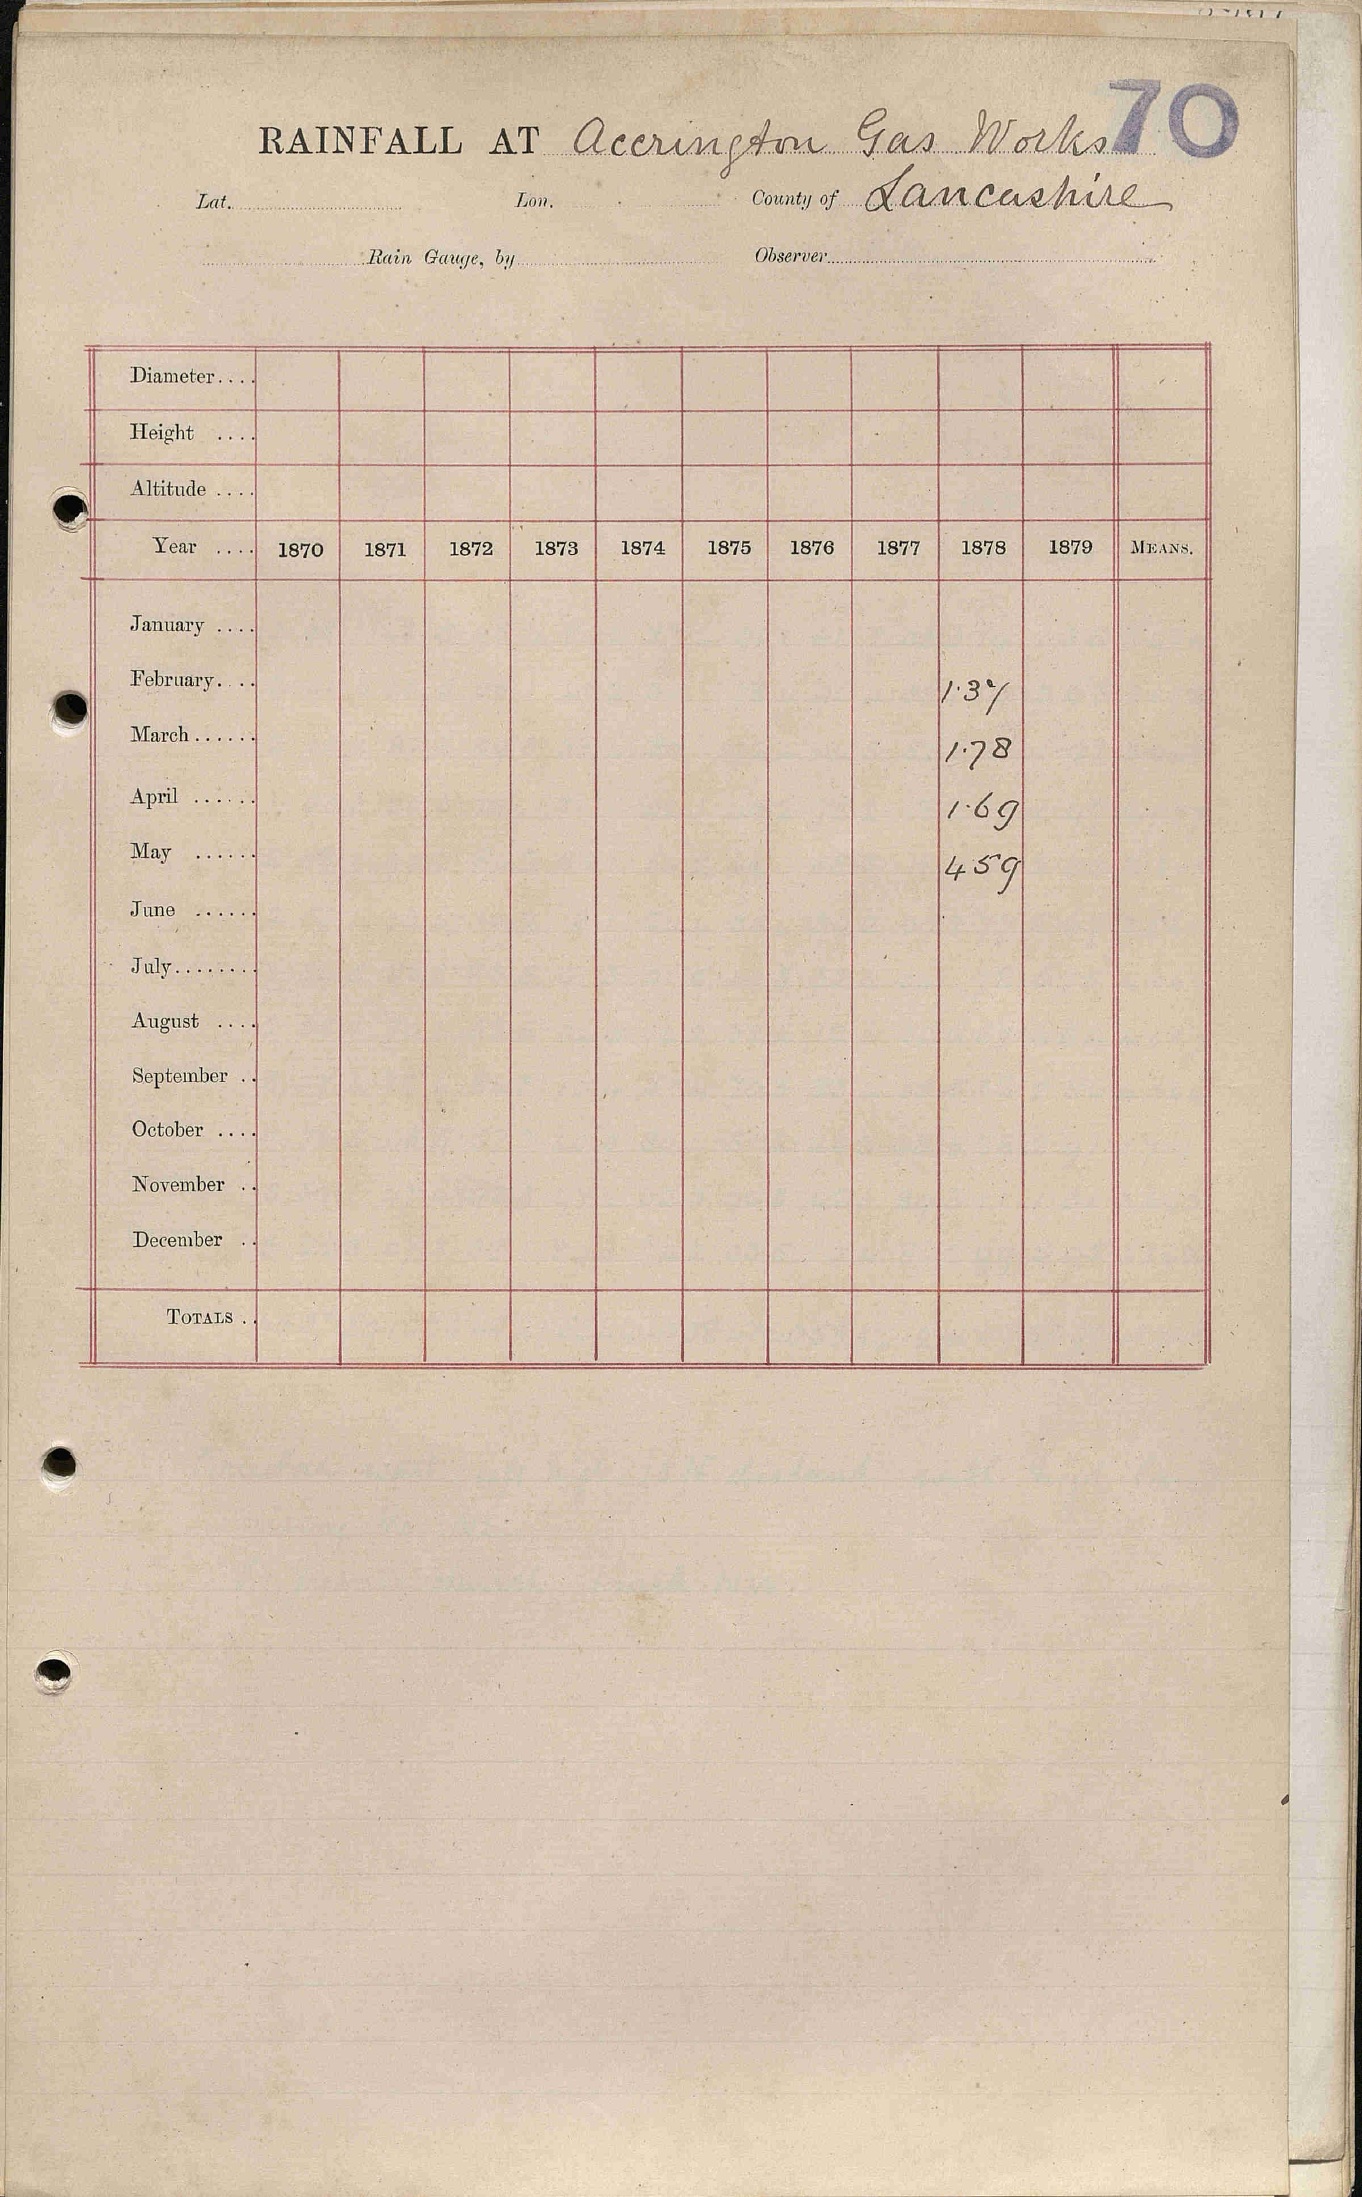 70
RAINFALL AT Accrington Gas Works
Lat. Lon. County of Lancashire
Rain Gauge, by Observer
Diameter....
Height ....
Altitude ....
Year .... 1870 1871 1872 1873 1874 1875 1876 1877 1878 1879 MEANS.
January ....
February.... 1.37
March...... 1.78
April ...... 1.69
May ...... 4 59
June ......
July........
August ....
September ..
October ....
November ..
December ..
TOTALS ..